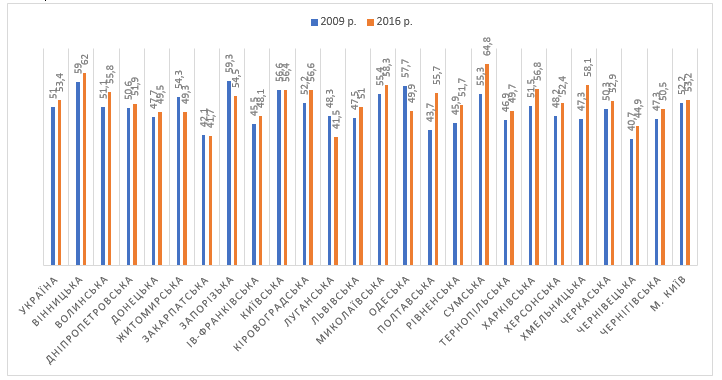 2009 р. 2016 р.
51 53,4
59 62
51,1 55,8
50,6 51,9
47,7 49,5
54,3 49,3
42,1 41,7
59,3 54,5
45,5 48,1
56,6 56,4
52,2 56,6
48,3 41,5
47,5 51
55,4 58,3
57,7 49,9
43,7 55,7
45,9 51,7
55,3 64,8
46,9 49,7
51,5 56,8
48,2 52,4
47,3 58,1
50,3 52,9
40,7 44,9
47,3 50,5
52,2 53,2
УКРАЇНА
ВІННИЦЬКА
ВОЛИНСЬКА
ДНІПРОПЕТРОВСЬКА
ДОНЕЦЬКА
ЖИТОМИРСЬКА
ЗАКАРПАТСЬКА
ЗАПОРІЗЬКА
ІВ-ФРАНКІВСЬКА
КИЇВСЬКА
КІРОВОГРАДСЬКА
ЛУГАНСЬКА
ЛЬВІВСЬКА
МИКОЛАЇВСЬКА
ОДЕСЬКА
ПОЛТАВСЬКА
РІВНЕНСЬКА
СУМСЬКА
ТЕРНОПІЛЬСЬКА
ХАРКІВСЬКА
ХЕРСОНСЬКА
ХМЕЛЬНИЦЬКА
ЧЕРКАСЬКА
ЧЕРНІВЕЦЬКА
ЧЕРНІГІВСЬКА
М. КИЇВ